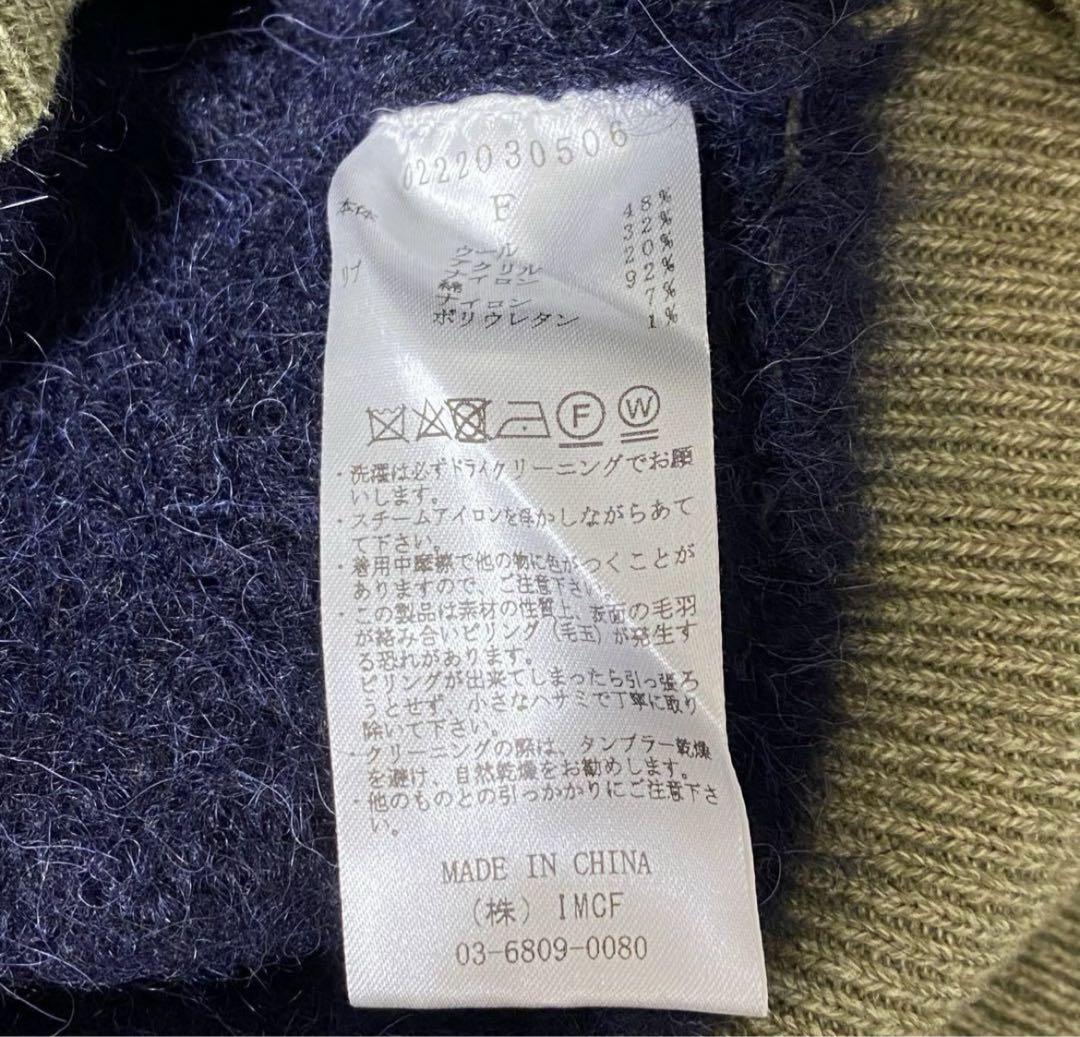 0222030506
F
本体
ウール 48%
アクリル 32%
ナイロン 20%
リブ
綿 92%
ナイロン 7%
ポリウレタン 1%
F W
・洗濯は必ずドライクリーニングでお願
いします。
・スチームアイロンを浮かしながらあて
て下さい。
・着用中摩擦で他の物に色がつくことが
ありますので、ご注意下さい。
・この製品は素材の性質上、表面の毛羽
が絡み合いピリング(毛玉)が発生す
る恐れがあります。
ピリングが出来てしまったら引っ張ろ
うとせず、小さなハサミで丁寧に取り
除いて下さい。
・クリーニングの際は、タンブラー乾燥
を避け、自然乾燥をお勧めします。
・他のものとの引っかかりにご注意下さ
い。
MADE IN CHINA
(株) IMCF
03-6809-0080